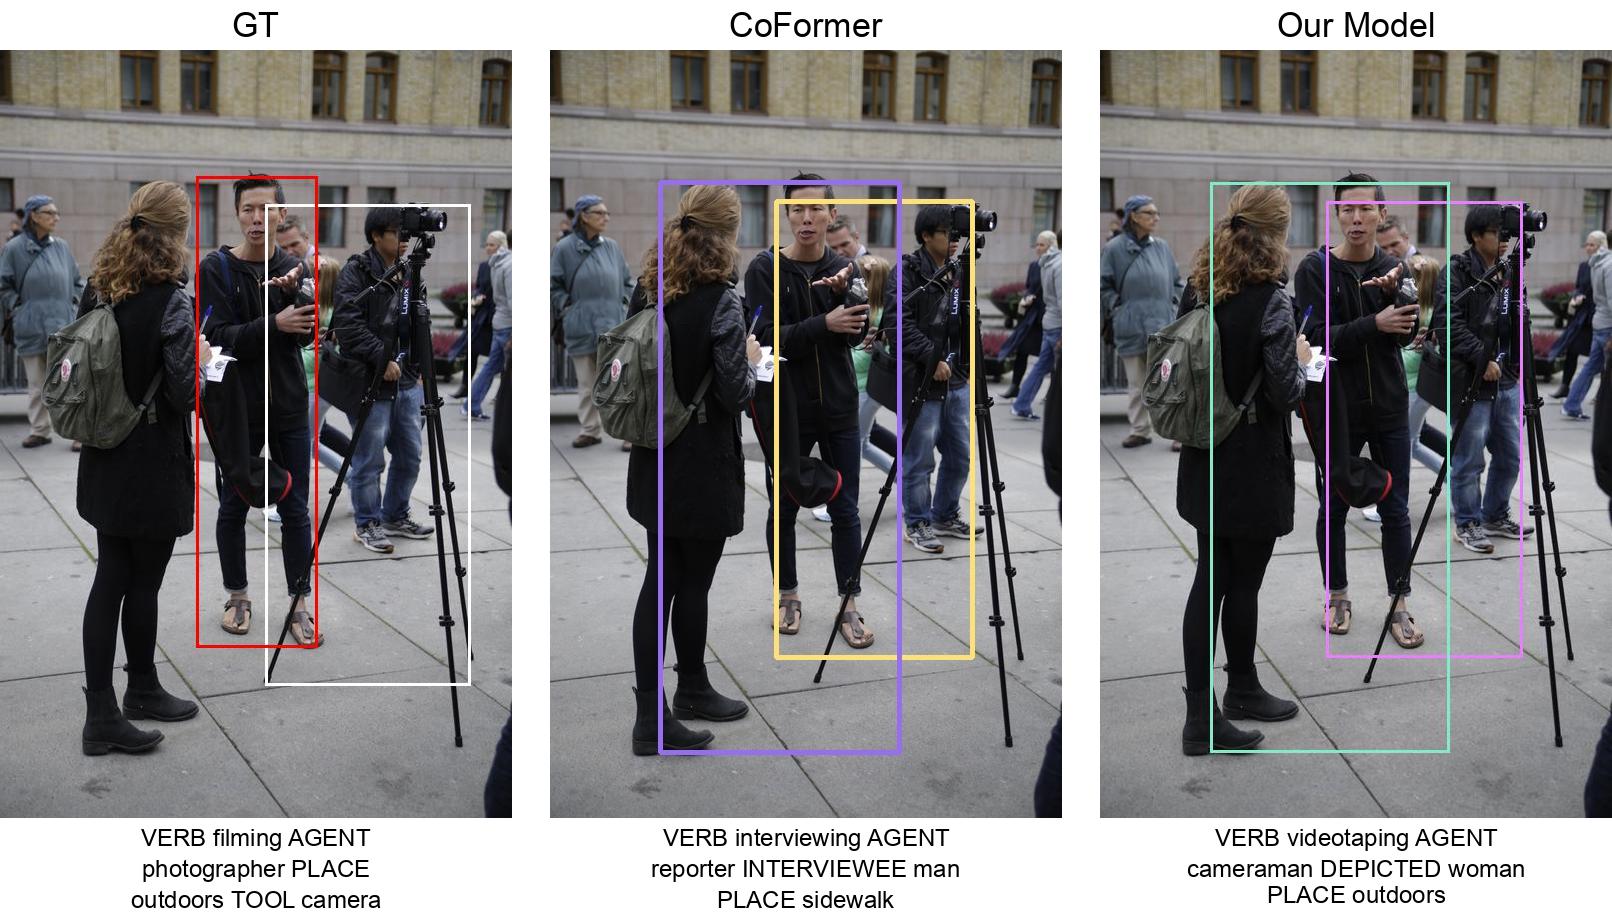 GT
CoFormer
Our Model
LUMIX
LUMIX
LUMIX
VERB filming AGENT
photographer PLACE
outdoors TOOL camera
VERB interviewing AGENT
reporter INTERVIEWEE man
PLACE sidewalk
VERB videotaping AGENT
cameraman DEPICTED woman
PLACE outdoors